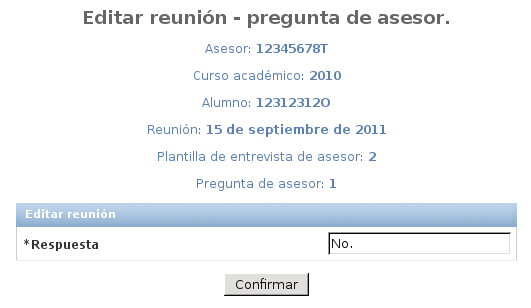 Editar reunión - pregunta de asesor.
Asesor: 12345678T
Curso académico: 2010
Alumno: 12312312O
Reunión: 15 de septiembre de 2011
Plantilla de entrevista de asesor: 2
Pregunta de asesor: 1
Editar reunión
*Respuesta No.
Confirmar